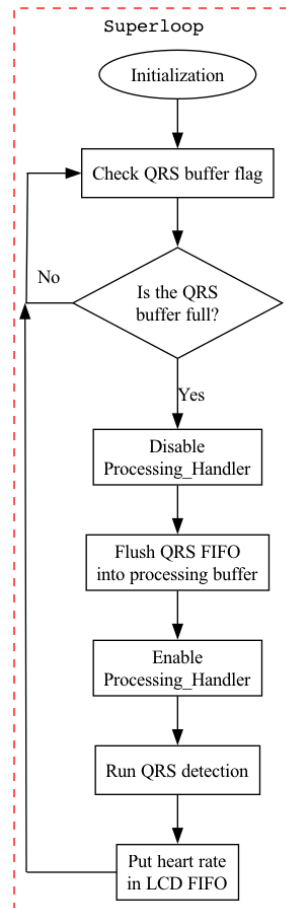 Superloop
Initialization
Check QRS buffer flag
No
Is the QRS
buffer full?
Yes
Disable
Processing_Handler
Flush QRS FIFO
into processing buffer
Enable
Processing_Handler
Run QRS detection
Put heart rate
in LCD FIFO